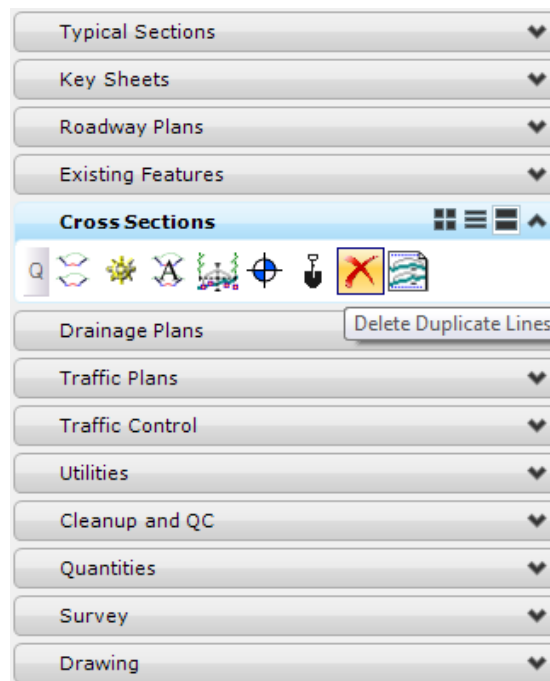 Typical Sections
Key Sheets
Roadway Plans
Existing Features
Cross Sections
Q
A
Drainage Plans
Delete Duplicate Lines
Traffic Plans
Traffic Control
Utilities
Cleanup and QC
Quantities
Survey
Drawing